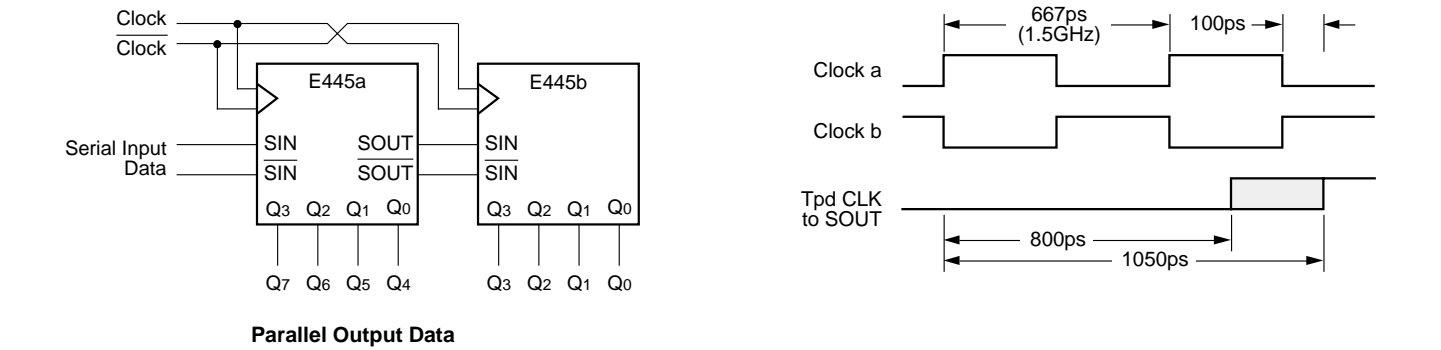 Clock
Clock
E445a
E445b
SIN
SOUT
SIN
Serial Input
Data
SIN
SOUT
SIN
Q3 Q2 Q1 Q0
Q3 Q2 Q1 Q0
Q7 Q6 Q5 Q4
Q3 Q2 Q1 Q0
Parallel Output Data
667ps
(1.5GHz)
100ps
Clock a
Clock b
Tpd CLK
to SOUT
800ps
1050ps